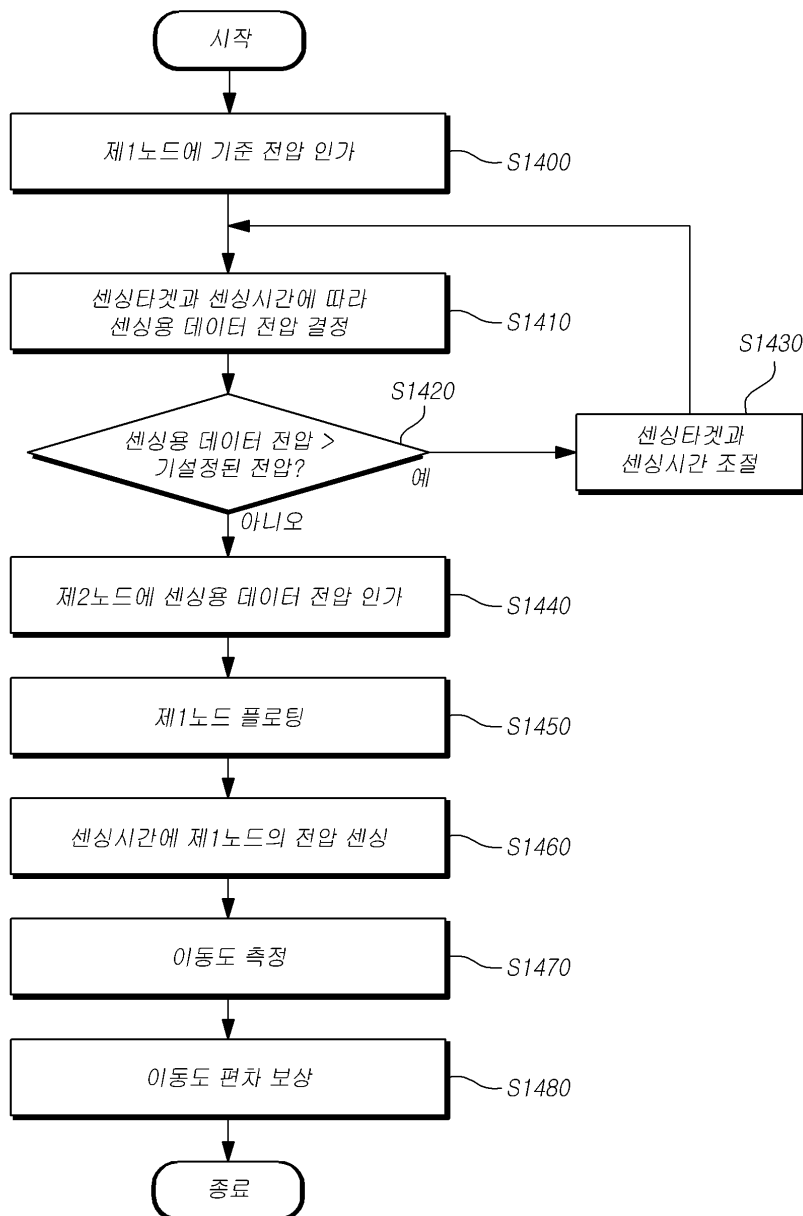 시작
제1노드에 기준 전압 인가
S1400
센싱타겟과 센싱시간에 따라
센싱용 데이터 전압 결정
S1410
S1430
센싱타겟과
센싱시간 조절
S1420
센싱용 데이터 전압 >
기설정된 전압?
예
아니오
제2노드에 센싱용 데이터 전압 인가
S1440
제1노드 플로팅
S1450
센싱시간에 제1노드의 전압 센싱
S1460
이동도 측정
S1470
이동도 편차 보상
S1480
종료